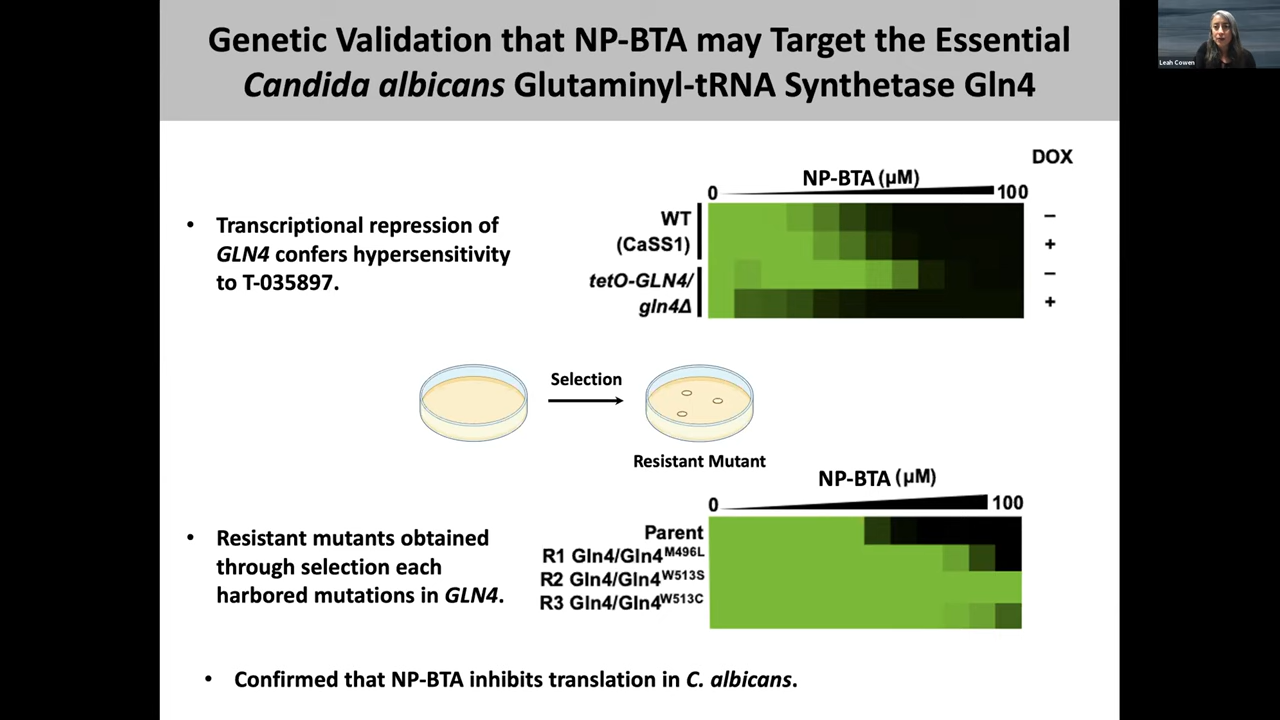 Genetic Validation that NP-BTA may Target the Essential
Candida albicans Glutaminyl-tRNA Synthetase Gln4
Leah Cowen
DOX
NP-BTA (µM)
0 100
• Transcriptional repression of
GLN4 confers hypersensitivity
to T-035897.
WT –
(CaSS1) +
tetO-GLN4/ –
gln4Δ +
Selection
Resistant Mutant
NP-BTA (µM)
0 100
• Resistant mutants obtained
through selection each
harbored mutations in GLN4.
Parent
R1 Gln4/Gln4M496L
R2 Gln4/Gln4W513S
R3 Gln4/Gln4W513C
• Confirmed that NP-BTA inhibits translation in C. albicans.